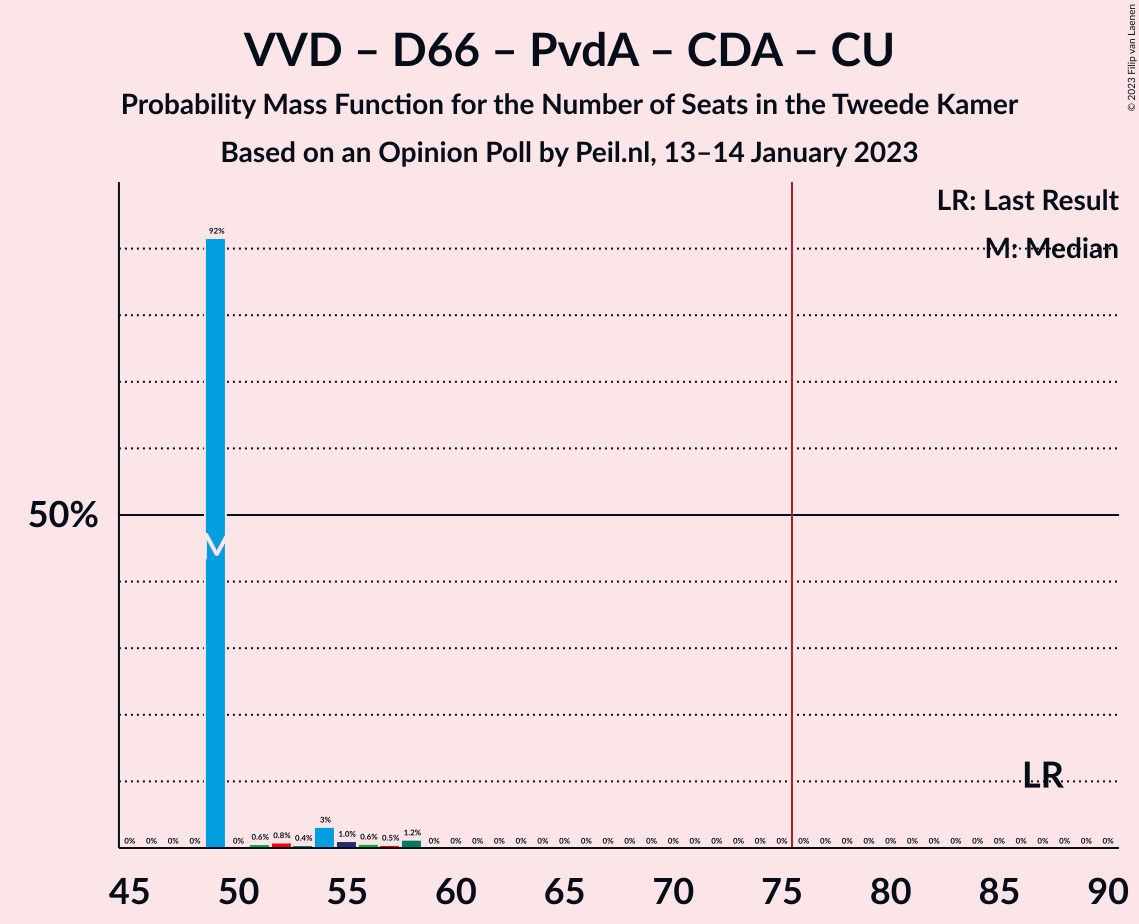 VVD – D66 – PvdA – CDA – CU
Probability Mass Function for the Number of Seats in the Tweede Kamer
Based on an Opinion Poll by Peil.nl, 13–14 January 2023
© 2023 Filip van Laenen
LR: Last Result
M: Median
50%
92%
M
LR
0% 0% 0% 0% 0% 0.6% 0.8% 0.4% 3% 1.0% 0.6% 0.5% 1.2% 0% 0% 0% 0% 0% 0% 0% 0% 0% 0% 0% 0% 0% 0% 0% 0% 0% 0% 0% 0% 0% 0% 0% 0% 0% 0% 0% 0% 0% 0% 0% 0%
45 50 55 60 65 70 75 80 85 90